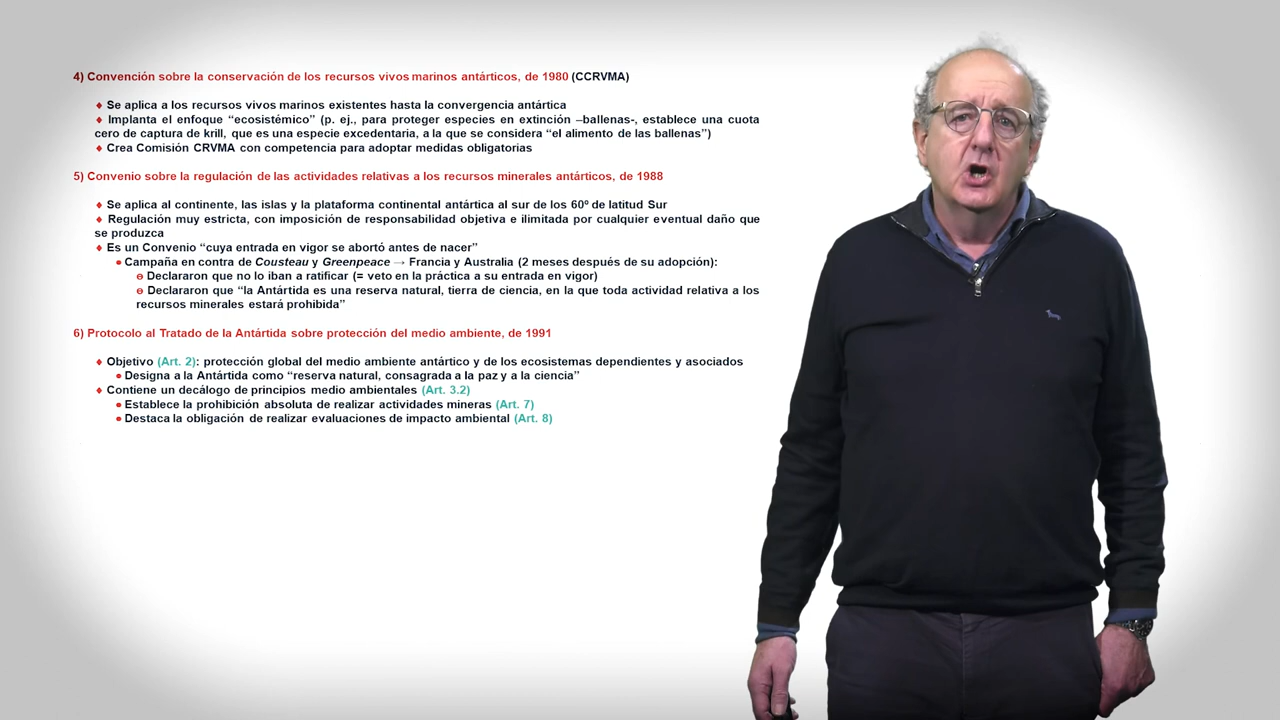 4) Convención sobre la conservación de los recursos vivos marinos antárticos, de 1980 (CCRVMA)
♦ Se aplica a los recursos vivos marinos existentes hasta la convergencia antártica
♦ Implanta el enfoque “ecosistémico” (p. ej., para proteger especies en extinción –ballenas-, establece una cuota
cero de captura de krill, que es una especie excedentaria, a la que se considera “el alimento de las ballenas”)
♦ Crea Comisión CRVMA con competencia para adoptar medidas obligatorias
5) Convenio sobre la regulación de las actividades relativas a los recursos minerales antárticos, de 1988
♦ Se aplica al continente, las islas y la plataforma continental antártica al sur de los 60º de latitud Sur
♦ Regulación muy estricta, con imposición de responsabilidad objetiva e ilimitada por cualquier eventual daño que
se produzca
♦ Es un Convenio “cuya entrada en vigor se abortó antes de nacer”
● Campaña en contra de Cousteau y Greenpeace → Francia y Australia (2 meses después de su adopción):
⊖ Declararon que no lo iban a ratificar (= veto en la práctica a su entrada en vigor)
⊖ Declararon que “la Antártida es una reserva natural, tierra de ciencia, en la que toda actividad relativa a los
recursos minerales estará prohibida”
6) Protocolo al Tratado de la Antártida sobre protección del medio ambiente, de 1991
♦ Objetivo (Art. 2): protección global del medio ambiente antártico y de los ecosistemas dependientes y asociados
● Designa a la Antártida como “reserva natural, consagrada a la paz y a la ciencia”
♦ Contiene un decálogo de principios medio ambientales (Art. 3.2)
● Establece la prohibición absoluta de realizar actividades mineras (Art. 7)
● Destaca la obligación de realizar evaluaciones de impacto ambiental (Art. 8)